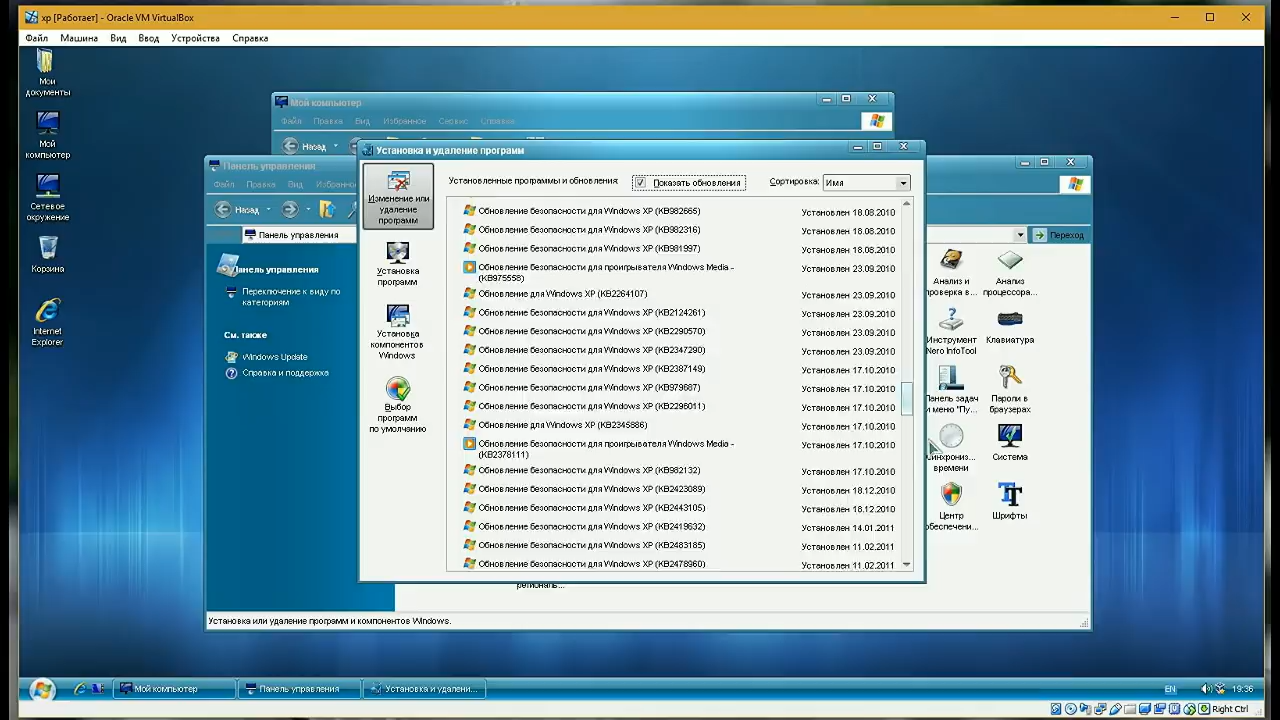 xp [Работает] - Oracle VM VirtualBox
Файл Машина Вид Ввод Устройства Справка
Мои
документы
Мой
компьютер
Сетевое
окружение
Корзина
Internet
Explorer
Мой компьютер
Файл Правка Вид Избранное Сервис Справка
Назад
Панель управления
Файл Правка Вид Избранн
Назад
Панель управления
Переход
Панель управления
Переключение к виду по
категориям
См. также
Windows Update
Справка и поддержка
Установка и удаление программ
Изменение или
удаление
программ
Установка
программ
Установка
компонентов
Windows
Выбор
программ
по умолчанию
Установленные программы и обновления:
Показать обновления
Сортировка: Имя
Обновление безопасности для Windows XP (KB982665) Установлен 18.08.2010
Обновление безопасности для Windows XP (KB982316) Установлен 18.08.2010
Обновление безопасности для Windows XP (KB981997) Установлен 18.08.2010
Обновление безопасности для проигрывателя Windows Media - Установлен 23.09.2010
(KB975558)
Обновление для Windows XP (KB2264107) Установлен 23.09.2010
Обновление безопасности для Windows XP (KB2124261) Установлен 23.09.2010
Обновление безопасности для Windows XP (KB2290570) Установлен 23.09.2010
Обновление безопасности для Windows XP (KB2347290) Установлен 23.09.2010
Обновление безопасности для Windows XP (KB2387149) Установлен 17.10.2010
Обновление безопасности для Windows XP (KB979687) Установлен 17.10.2010
Обновление безопасности для Windows XP (KB2296011) Установлен 17.10.2010
Обновление для Windows XP (KB2345886) Установлен 17.10.2010
Обновление безопасности для проигрывателя Windows Media - Установлен 17.10.2010
(KB2378111)
Обновление безопасности для Windows XP (KB982132) Установлен 17.10.2010
Обновление безопасности для Windows XP (KB2423089) Установлен 18.12.2010
Обновление безопасности для Windows XP (KB2443105) Установлен 18.12.2010
Обновление безопасности для Windows XP (KB2419632) Установлен 14.01.2011
Обновление безопасности для Windows XP (KB2483185) Установлен 11.02.2011
Обновление безопасности для Windows XP (KB2478960) Установлен 11.02.2011
Анализ и
проверка в...
Анализ
процессора...
Инструмент
Nero InfoTool
Клавиатура
Панель задач
и меню "Пу...
Пароли в
браузерах
Синхрониз...
времени
Система
Центр
обеспечени...
Шрифты
региональ...
Установка или удаление программ и компонентов Windows.
Мой компьютер
Панель управления
Установка и удалени...
EN
19:36
Right Ctrl